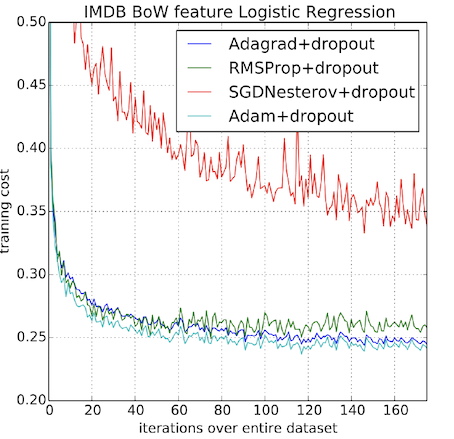 IMDB BoW feature Logistic Regression
0.50
0.45
0.40
0.35
0.30
0.25
0.20
training cost
Adagrad+dropout
RMSProp+dropout
SGDNesterov+dropout
Adam+dropout
0 20 40 60 80 100 120 140 160
iterations over entire dataset